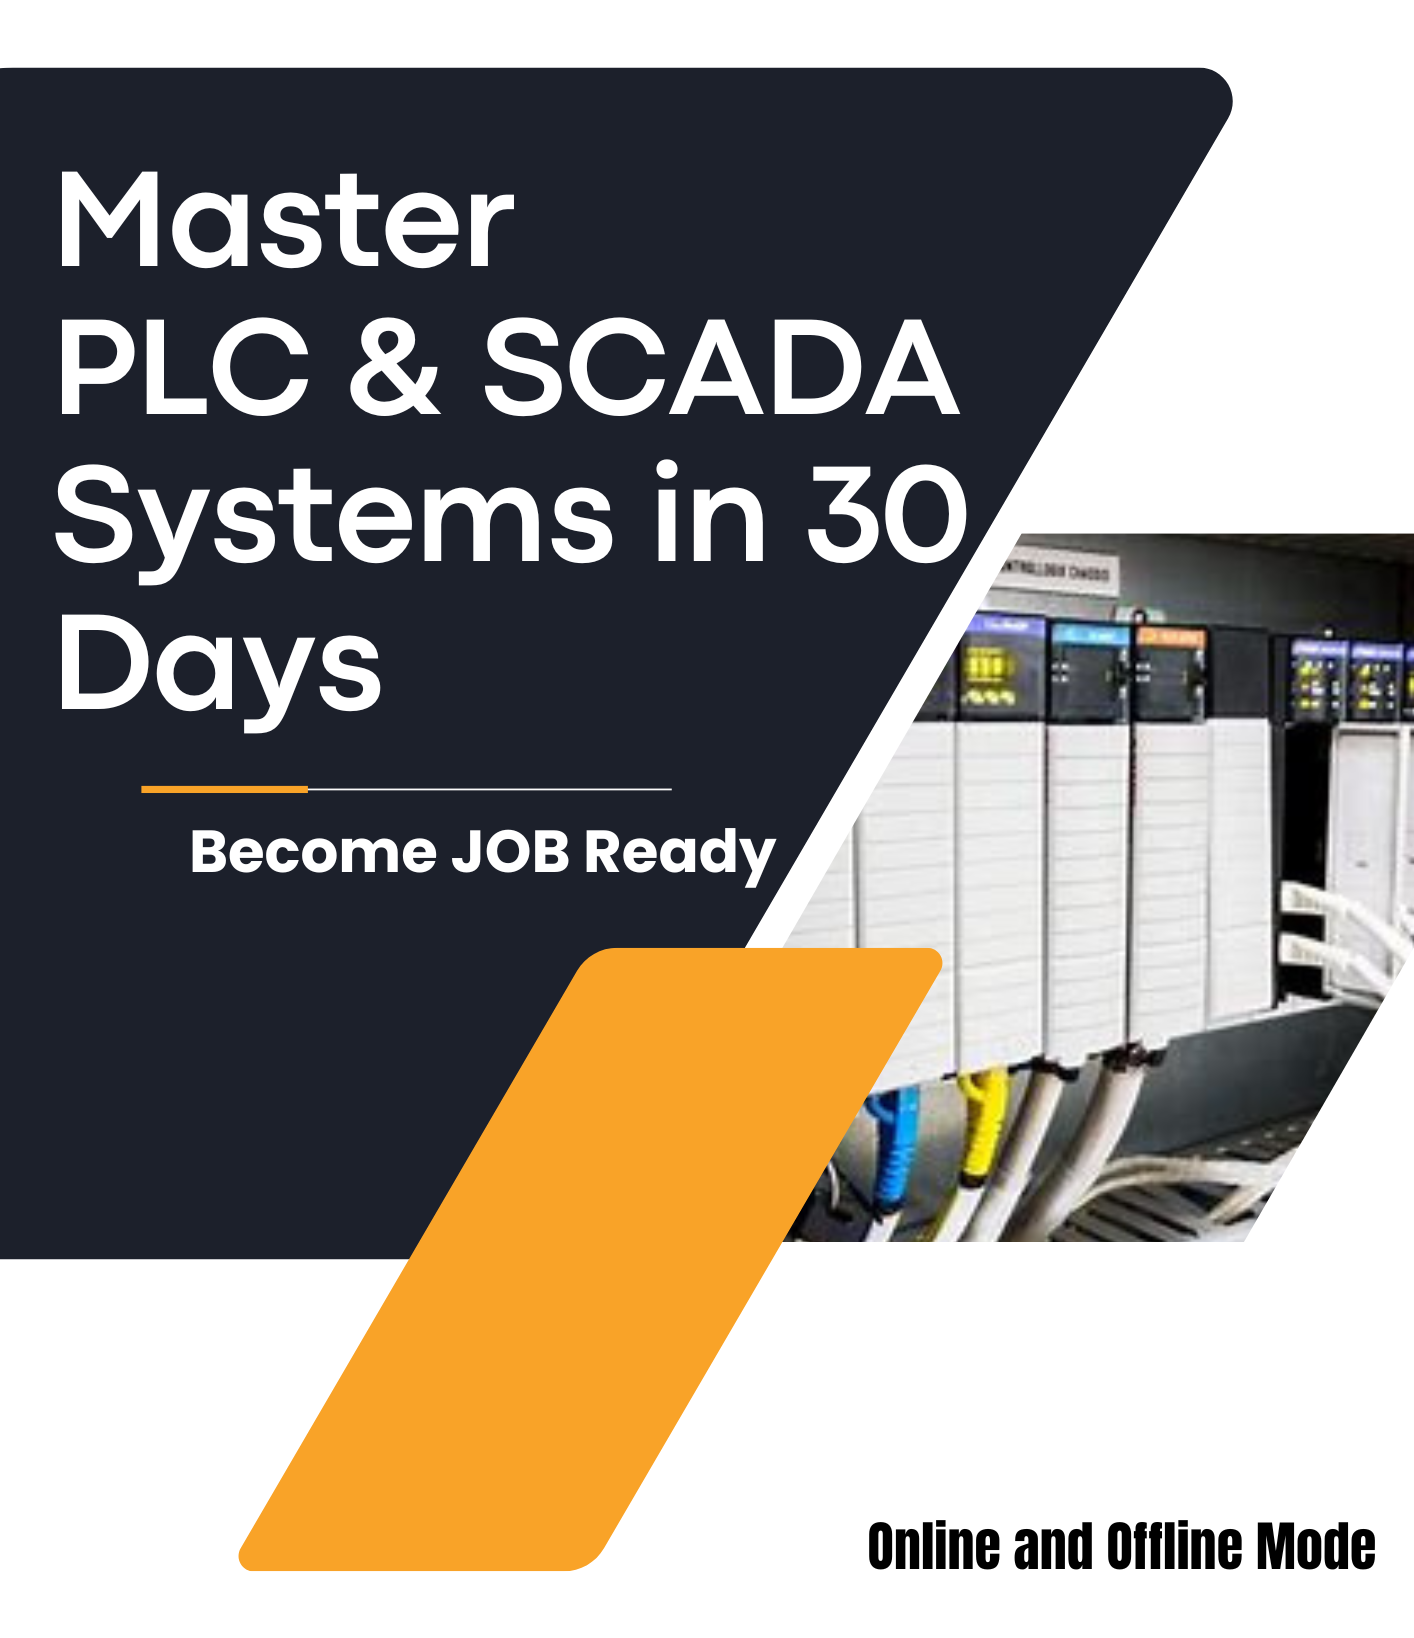 Master
PLC & SCADA
Systems in 30
Days
Become JOB Ready
Online and Offline Mode